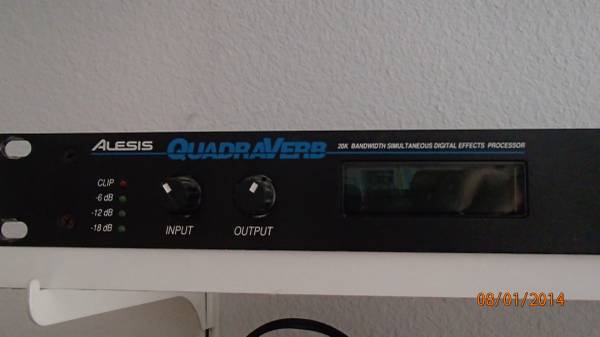 ALESIS QUADRAVERB 20K BANDWIDTH SIMULTANEOUS DIGITAL EFFECTS PROCESSOR
CLIP
-6 dB
-12 dB
-18 dB
INPUT OUTPUT
08/01/2014